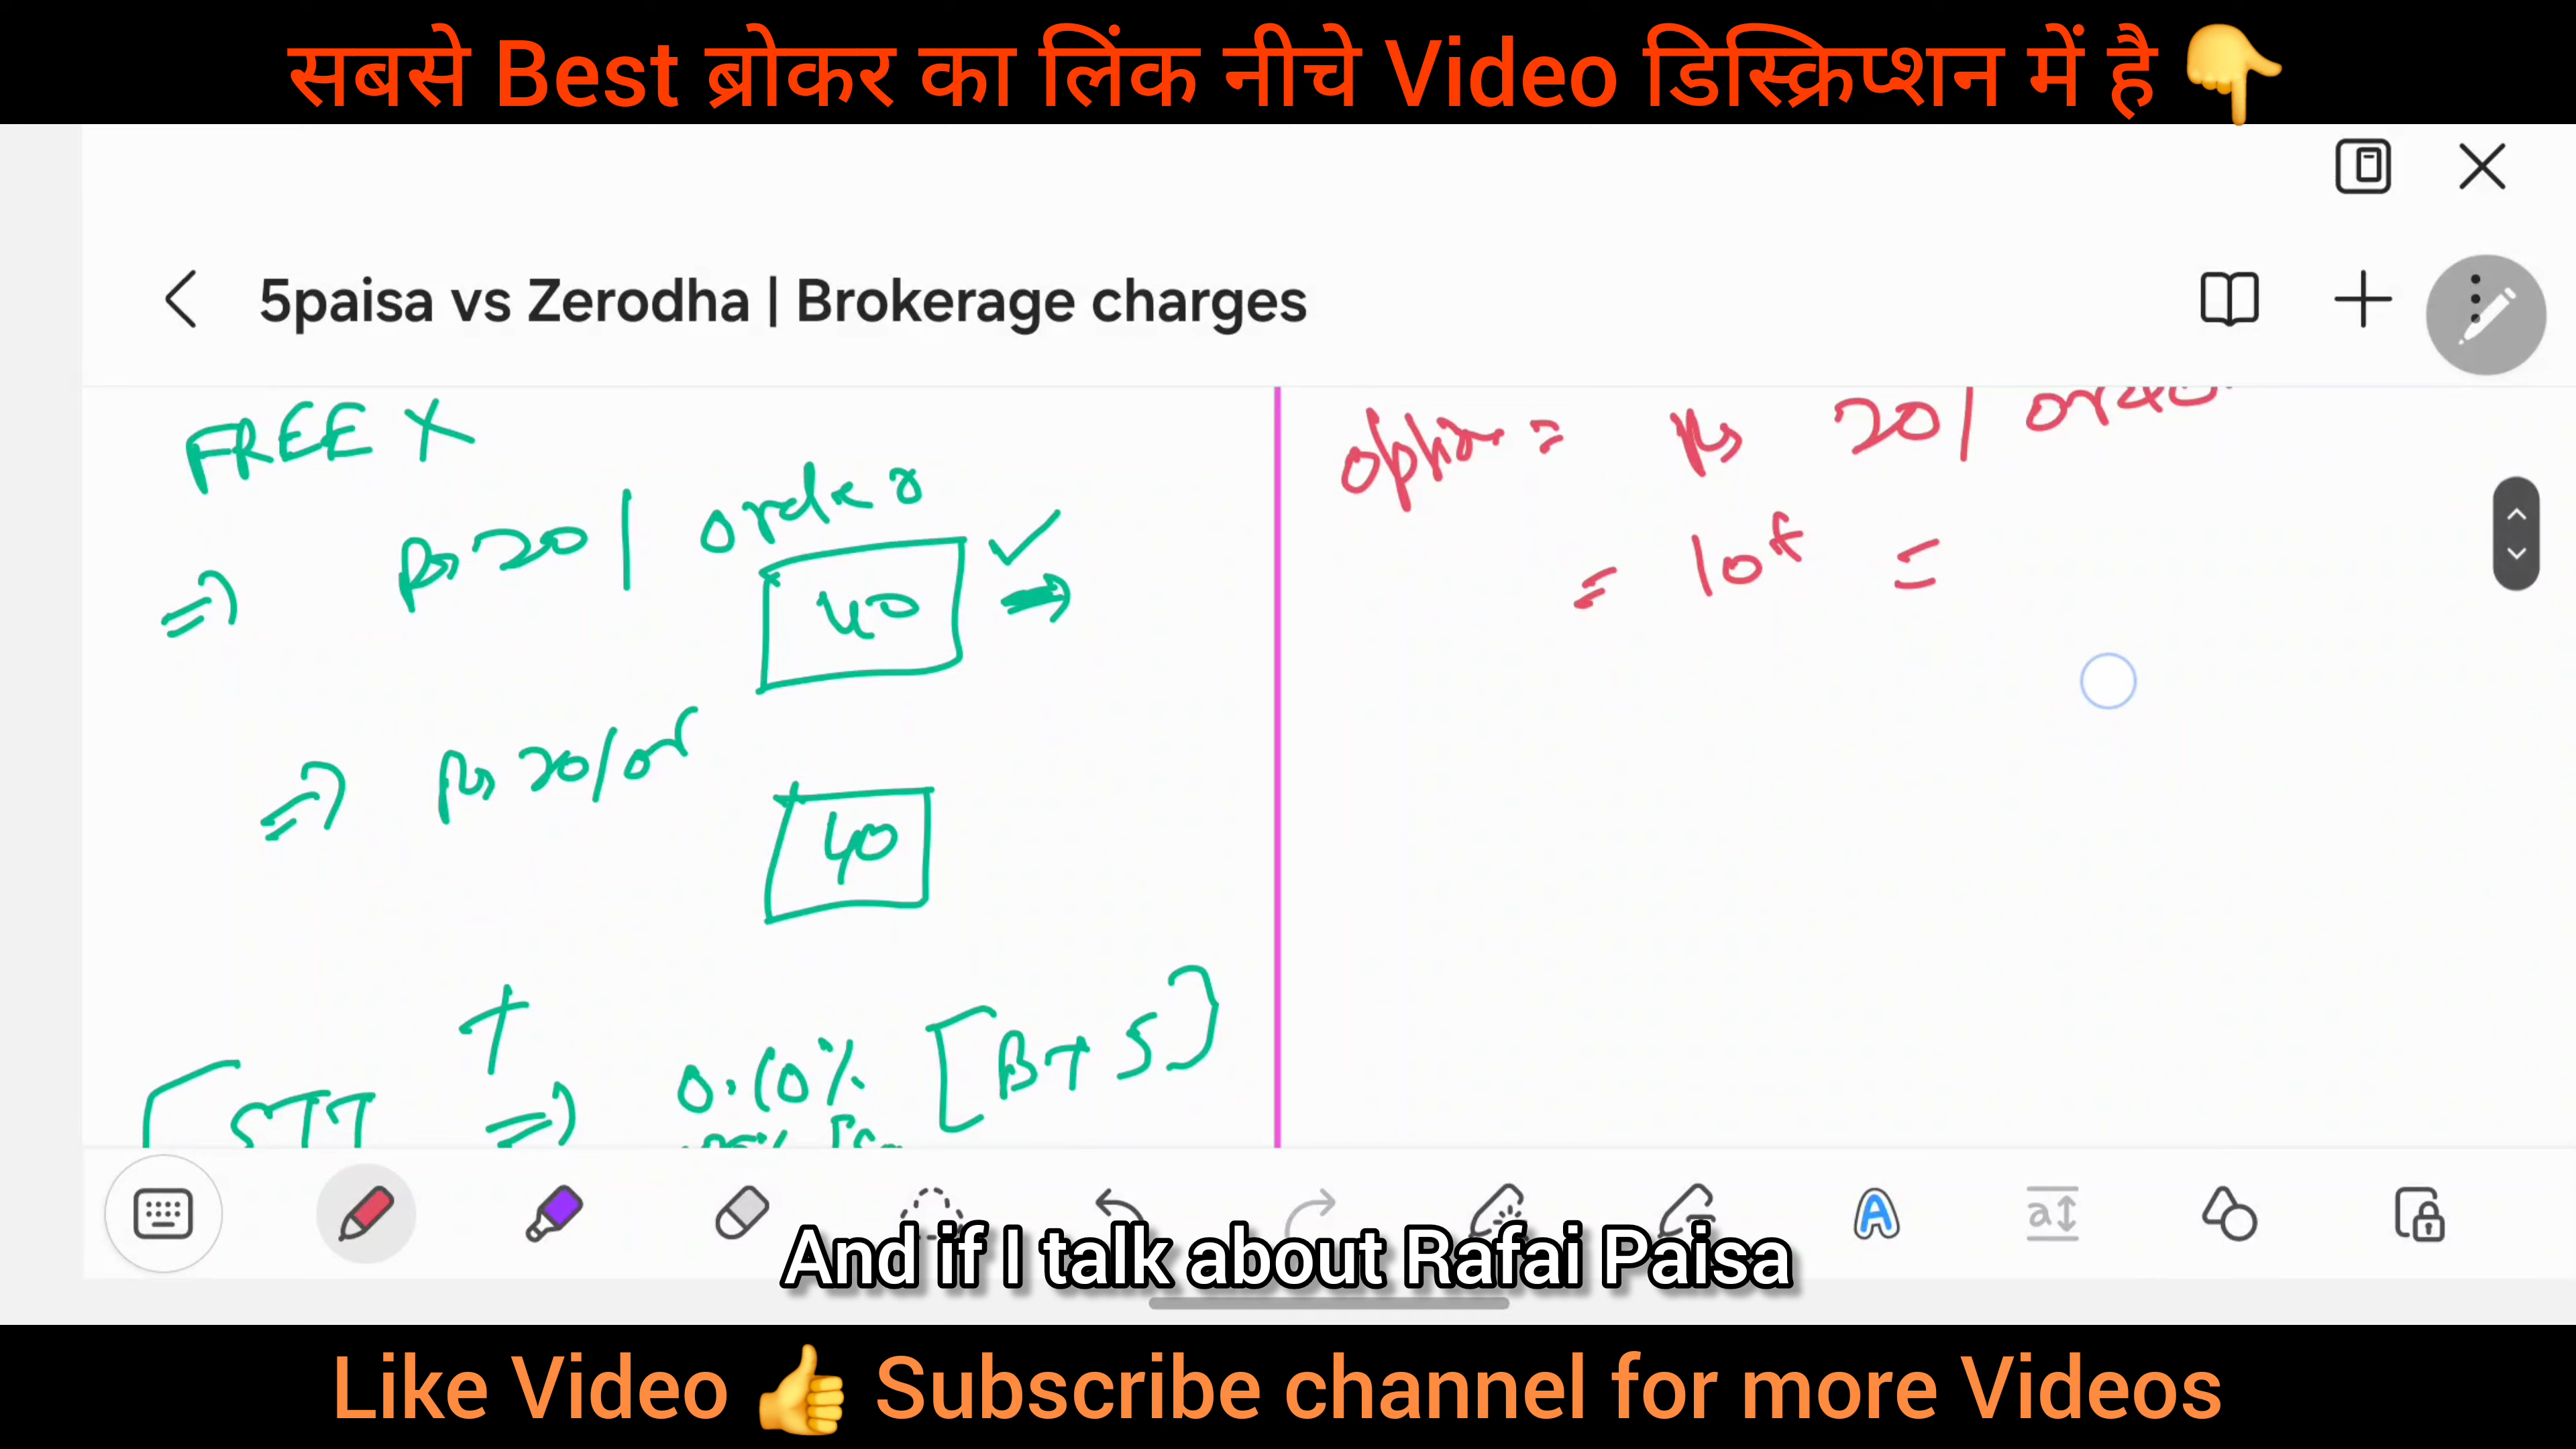 सबसे Best ब्रोकर का लिंक नीचे Video डिस्क्रिप्शन में है 👇
5paisa vs Zerodha | Brokerage charges
FREE X
⇒ Rs 20 | order
40 ✓ →
⇒ Rs 20/or
40
+
[STT ⇒ 0.10% [B+S]
option = Rs 20 | order
= lot =
And if I talk about Rafai Paisa
Like Video 👍 Subscribe channel for more Videos